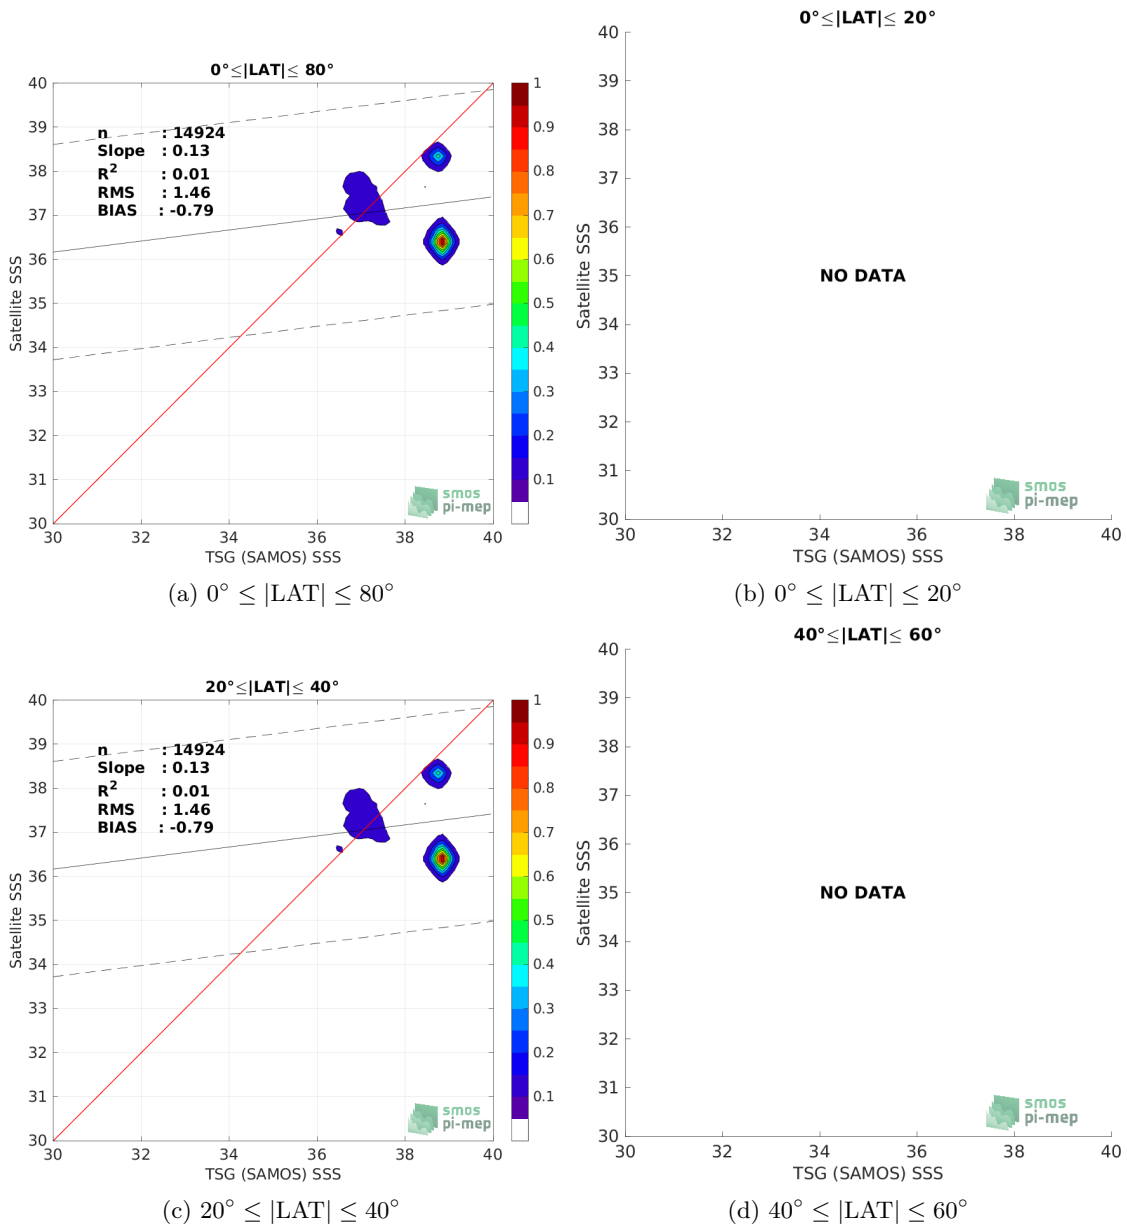 0°≤|LAT|≤ 80°
40
39
38
37
36
35
34
33
32
31
30
Satellite SSS
n : 14924
Slope : 0.13
R² : 0.01
RMS : 1.46
BIAS : -0.79
30 32 34 36 38 40
TSG (SAMOS) SSS
1
0.9
0.8
0.7
0.6
0.5
0.4
0.3
0.2
0.1
smos
pi-mep
(a) 0° ≤ |LAT| ≤ 80°
0°≤|LAT|≤ 20°
40
39
38
37
36
35
34
33
32
31
30
Satellite SSS
NO DATA
smos
pi-mep
30 32 34 36 38 40
TSG (SAMOS) SSS
(b) 0° ≤ |LAT| ≤ 20°
20°≤|LAT|≤ 40°
40
39
38
37
36
35
34
33
32
31
30
Satellite SSS
n : 14924
Slope : 0.13
R² : 0.01
RMS : 1.46
BIAS : -0.79
30 32 34 36 38 40
TSG (SAMOS) SSS
1
0.9
0.8
0.7
0.6
0.5
0.4
0.3
0.2
0.1
smos
pi-mep
(c) 20° ≤ |LAT| ≤ 40°
40°≤|LAT|≤ 60°
40
39
38
37
36
35
34
33
32
31
30
Satellite SSS
NO DATA
smos
pi-mep
30 32 34 36 38 40
TSG (SAMOS) SSS
(d) 40° ≤ |LAT| ≤ 60°